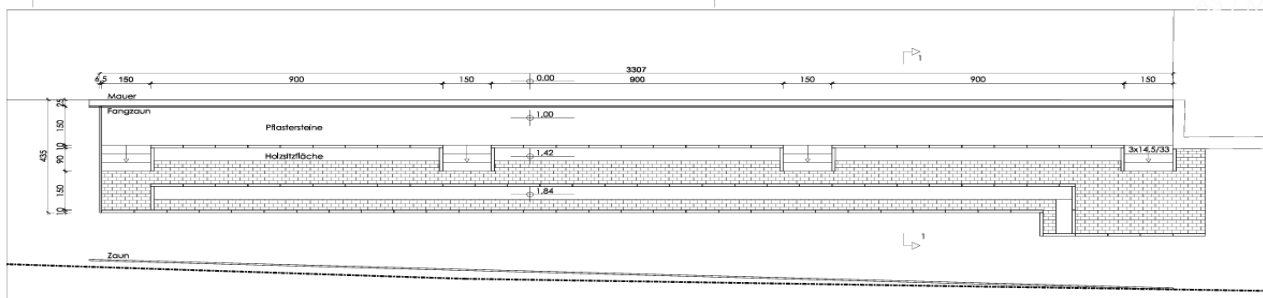 1
3307
6,5 150 900 150 900 150 900 150
0.00
Mauer
Fangzaun
25
1,00
150
Pflastersteine
435
10
90
Holzsitzfläche
1,42
3x14,5/33
150
1,84
10
1
Zaun